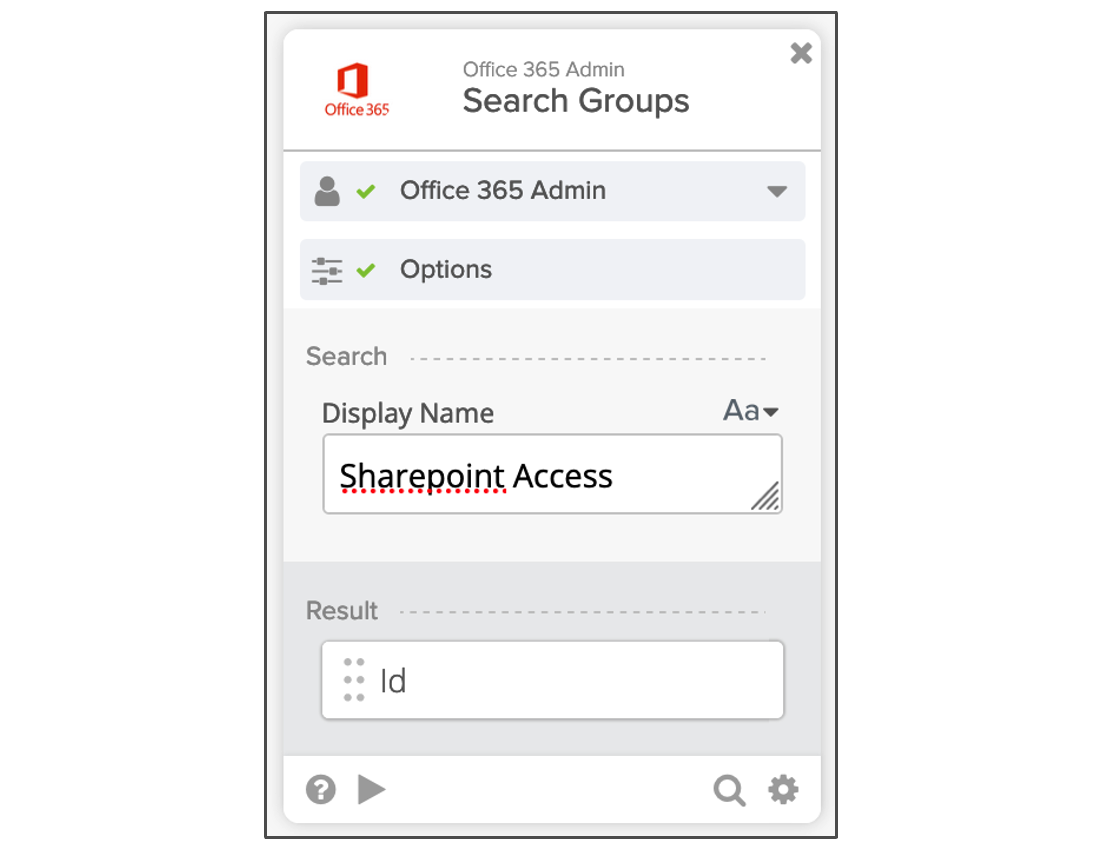 Office 365
Office 365 Admin
Search Groups
Office 365 Admin
Options
Search
Display Name
Aa
Sharepoint Access
Result
Id
?